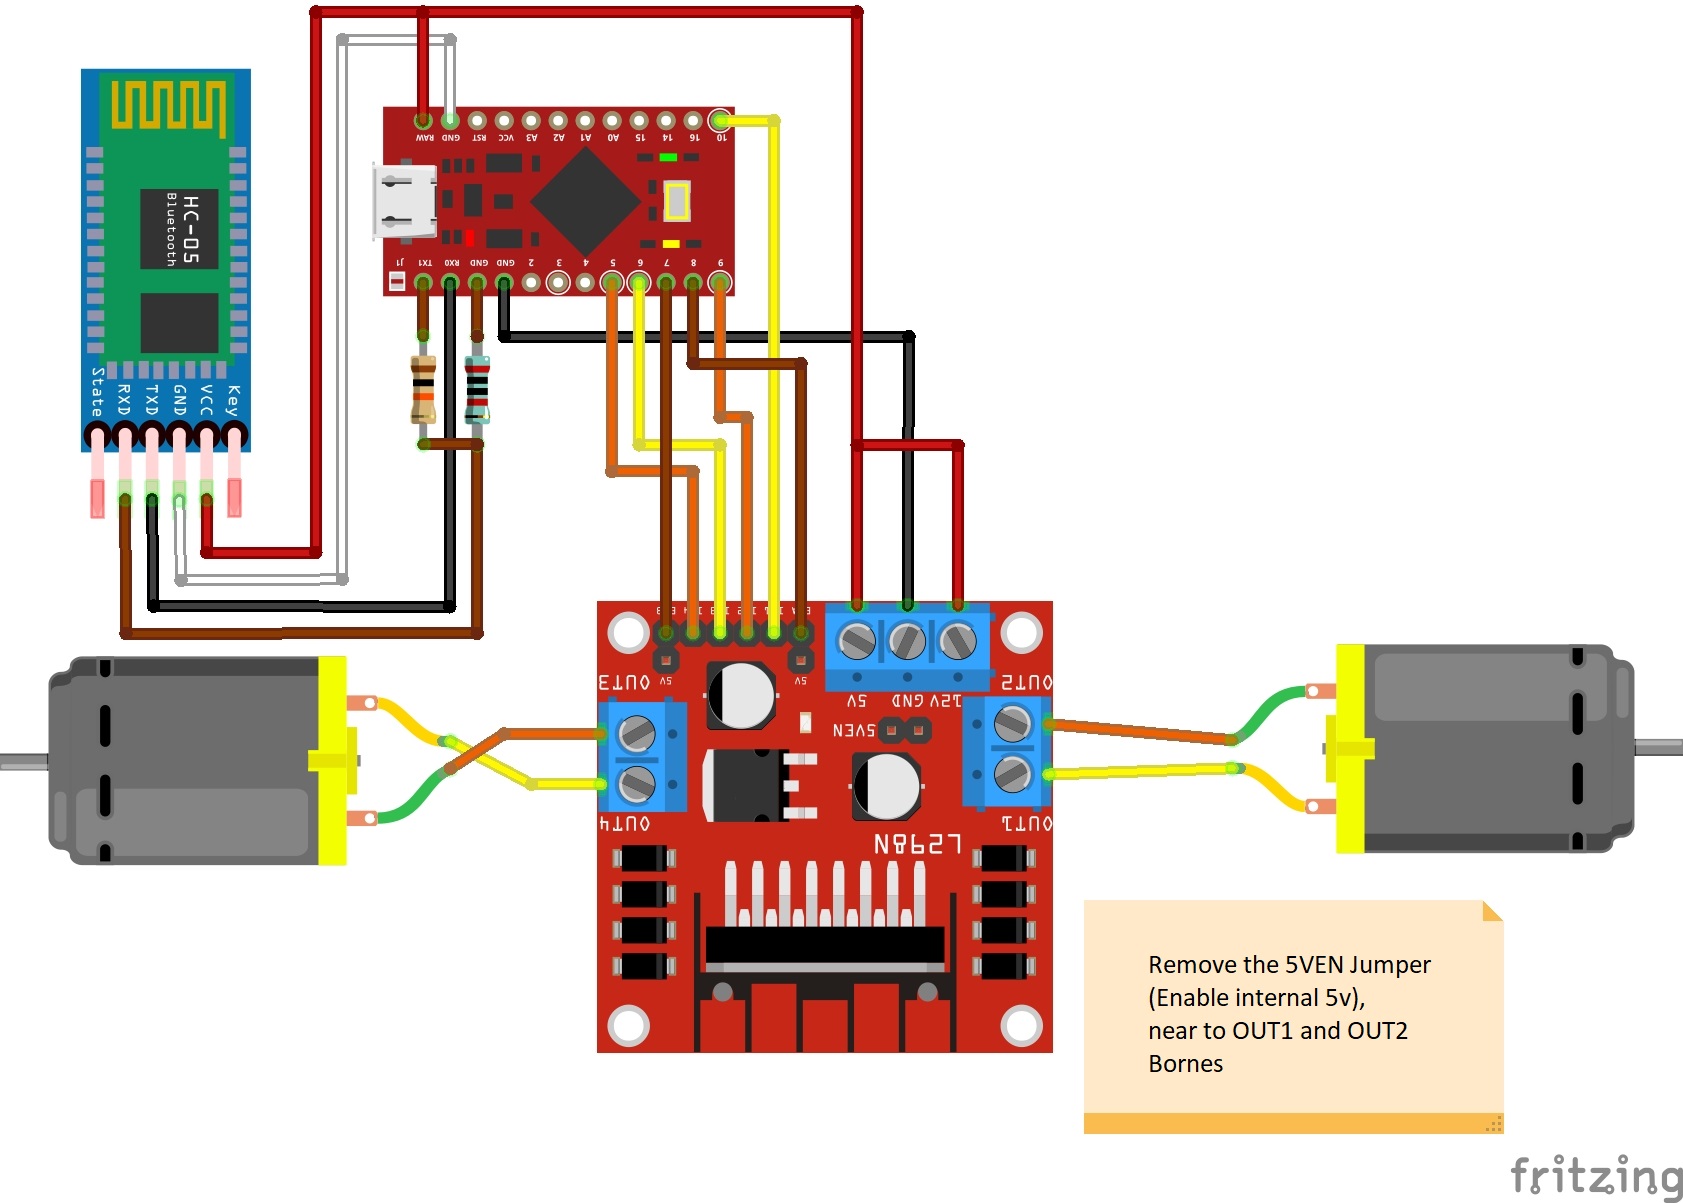 HC-05
Bluetooth
State
RXD
TXD
GND
VCC
Key
RAW
GND
RST
VCC
A3
A2
A1
A0
15
14
16
10
J1
TX1
RX0
GND
GND
2
3
4
5
6
7
8
9
5V
5V
OUT3
OUT4
5V
GND
12V
5VEN
OUT2
OUT1
L298N
Remove the 5VEN Jumper
(Enable internal 5v),
near to OUT1 and OUT2
Bornes
fritzing